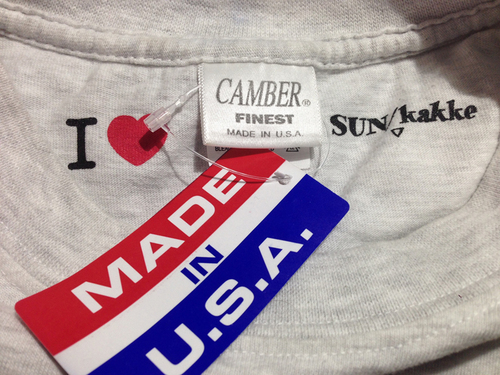 I ❤
CAMBER®
FINEST
MADE IN U.S.A.
SUN/kakke
MADE
IN
U.S.A.